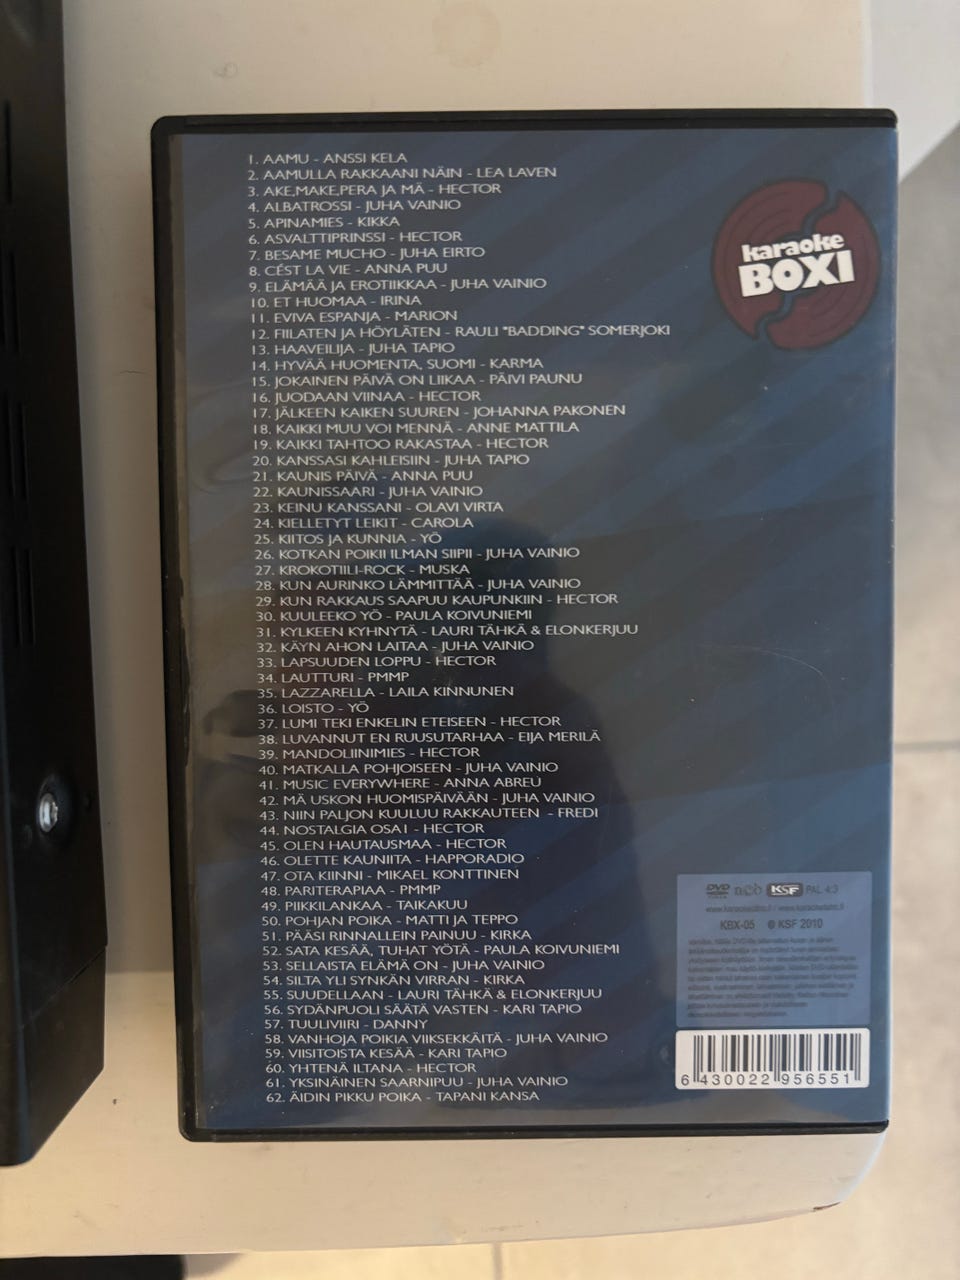 1. AAMU - ANSSI KELA
2. AAMULLA RAKKAANI NÄIN - LEA LAVEN
3. AKE,MAKE,PERA JA MÄ - HECTOR
4. ALBATROSSI - JUHA VAINIO
5. APINAMIES - KIKKA
6. ASVALTTIPRINSSI - HECTOR
7. BESAME MUCHO - JUHA EIRTO
8. CÉST LA VIE - ANNA PUU
9. ELÄMÄÄ JA EROTIIKKAA - JUHA VAINIO
10. ET HUOMAA - IRINA
11. EVIVA ESPANJA - MARION
12. FIILATEN JA HÖYLÄTEN - RAULI "BADDING" SOMERJOKI
13. HAAVEILIJA - JUHA TAPIO
14. HYVÄÄ HUOMENTA, SUOMI - KARMA
15. JOKAINEN PÄIVÄ ON LIIKAA - PÄIVI PAUNU
16. JUODAAN VIINAA - HECTOR
17. JÄLKEEN KAIKEN SUUREN - JOHANNA PAKONEN
18. KAIKKI MUU VOI MENNÄ - ANNE MATTILA
19. KAIKKI TAHTOO RAKASTAA - HECTOR
20. KANSSASI KAHLEISIIN - JUHA TAPIO
21. KAUNIS PÄIVÄ - ANNA PUU
22. KAUNISSAARI - JUHA VAINIO
23. KEINU KANSSANI - OLAVI VIRTA
24. KIELLETYT LEIKIT - CAROLA
25. KIITOS JA KUNNIA - YÖ
26. KOTKAN POIKII ILMAN SIIPII - JUHA VAINIO
27. KROKOTIILI-ROCK - MUSKA
28. KUN AURINKO LÄMMITTÄÄ - JUHA VAINIO
29. KUN RAKKAUS SAAPUU KAUPUNKIIN - HECTOR
30. KUULEEKO YÖ - PAULA KOIVUNIEMI
31. KYLKEEN KYHNYTÄ - LAURI TÄHKÄ & ELONKERJUU
32. KÄYN AHON LAITAA - JUHA VAINIO
33. LAPSUUDEN LOPPU - HECTOR
34. LAUTTURI - PMMP
35. LAZZARELLA - LAILA KINNUNEN
36. LOISTO - YÖ
37. LUMI TEKI ENKELIN ETEISEEN - HECTOR
38. LUVANNUT EN RUUSUTARHAA - EIJA MERILÄ
39. MANDOLIINIMIES - HECTOR
40. MATKALLA POHJOISEEN - JUHA VAINIO
41. MUSIC EVERYWHERE - ANNA ABREU
42. MÄ USKON HUOMISPÄIVÄÄN - JUHA VAINIO
43. NIIN PALJON KUULUU RAKKAUTEEN - FREDI
44. NOSTALGIA OSA1 - HECTOR
45. OLEN HAUTAUSMAA - HECTOR
46. OLETTE KAUNIITA - HAPPORADIO
47. OTA KIINNI - MIKAEL KONTTINEN
48. PARITERAPIAA - PMMP
49. PIIKKILANKAA - TAIKAKUU
50. POHJAN POIKA - MATTI JA TEPPO
51. PÄÄSI RINNALLEIN PAINUU - KIRKA
52. SATA KESÄÄ, TUHAT YÖTÄ - PAULA KOIVUNIEMI
53. SELLAISTA ELÄMÄ ON - JUHA VAINIO
54. SILTA YLI SYNKÄN VIRRAN - KIRKA
55. SUUDELLAAN - LAURI TÄHKÄ & ELONKERJUU
56. SYDÄNPUOLI SÄÄTÄ VASTEN - KARI TAPIO
57. TUULIVIIRI - DANNY
58. VANHOJA POIKIA VIIKSEKKÄITÄ - JUHA VAINIO
59. VIISITOISTA KESÄÄ - KARI TAPIO
60. YHTENÄ ILTANA - HECTOR
61. YKSINÄINEN SAARNIPUU - JUHA VAINIO
62. ÄIDIN PIKKU POIKA - TAPANI KANSA
karaoke
BOXI
DVD ncb KSF PAL 4:3
KBX-05 © KSF 2010
6 430022 956551